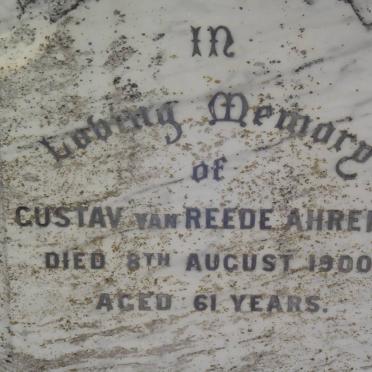 IN
Loving Memory
of
GUSTAV VAN REEDE
DIED 8TH AUGUST 1900
AGED 61 YEARS.